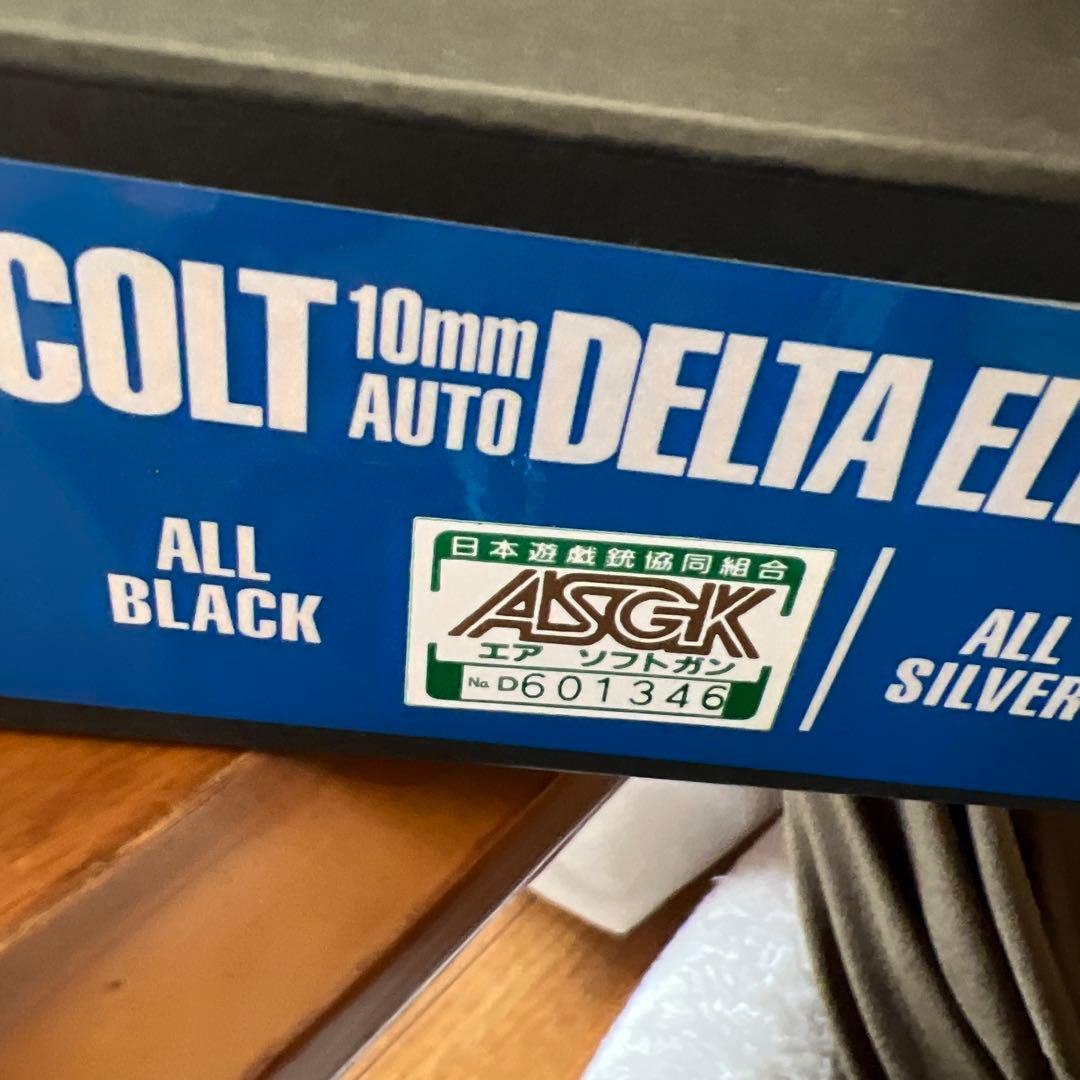 COLT 10mm AUTO DELTA EL
ALL BLACK
日本遊戯銃協同組合
ASGK
エア ソフトガン
No. D601346
ALL SILVER